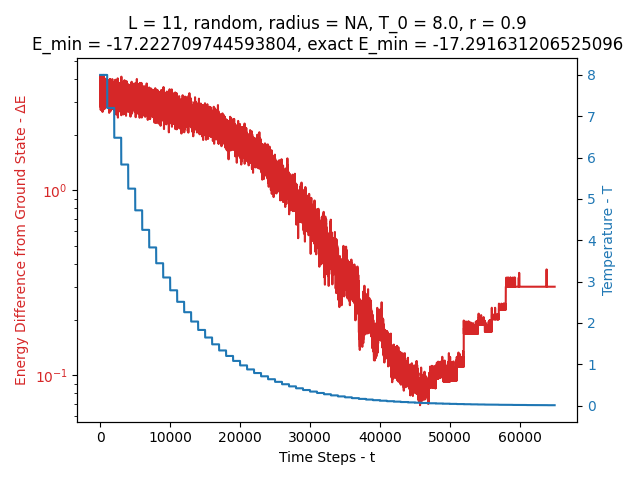 L = 11, random, radius = NA, T_0 = 8.0, r = 0.9
E_min = -17.222709744593804, exact E_min = -17.291631206525096
Energy Difference from Ground State - ΔE
10⁰
10⁻¹
8
7
6
5
4
3
2
1
0
Temperature - T
0 10000 20000 30000 40000 50000 60000
Time Steps - t